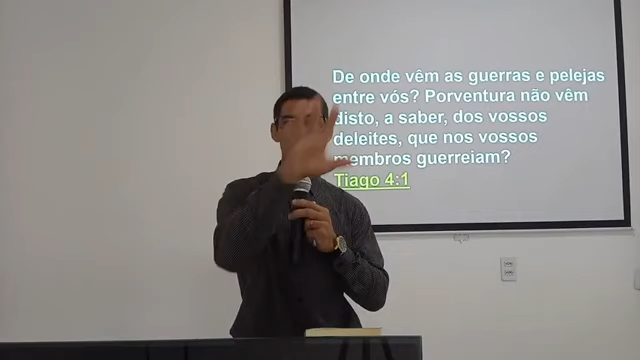 De onde vêm as guerras e pelejas
entre vós? Porventura não vêm
disto, a saber, dos vossos
deleites, que nos vossos
membros guerreiam?
Tiago 4:1